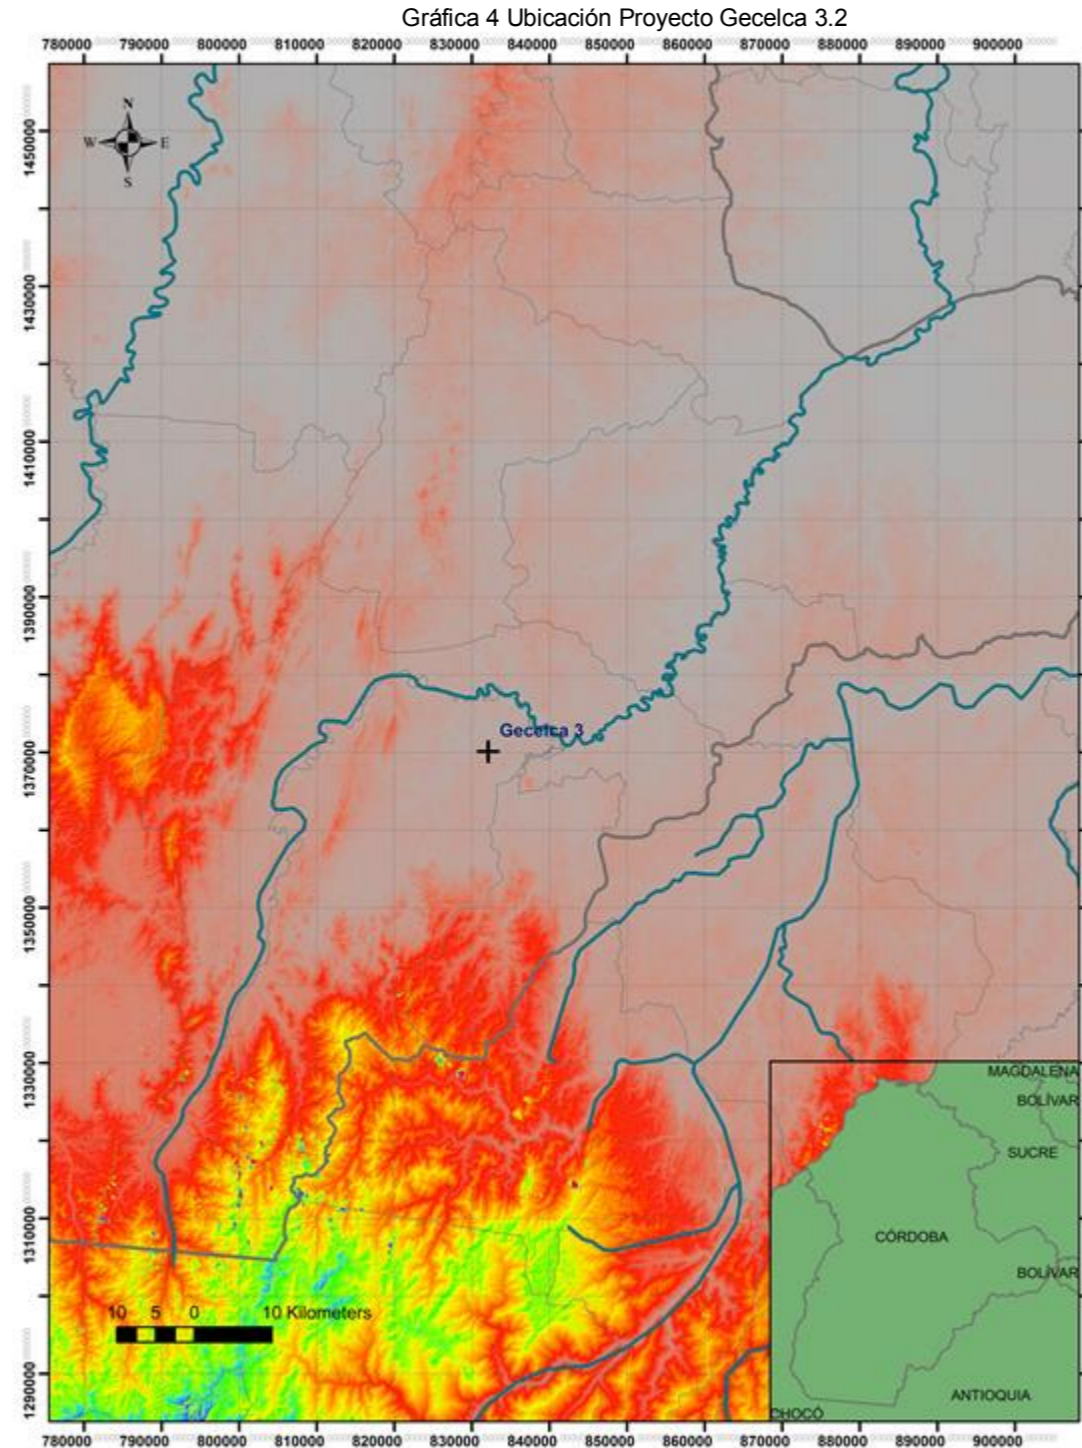 Gráfica 4 Ubicación Proyecto Gecelca 3.2
780000 790000 800000 810000 820000 830000 840000 850000 860000 870000 880000 890000 900000
N
W E
S
1450000
1430000
1410000
1390000
1370000
1350000
1330000
1310000
1290000
Gecelca 3
10 5 0 10 Kilometers
MAGDALENA
BOLÍVAR
SUCRE
CÓRDOBA
BOLÍVAR
ANTIOQUIA
CHOCÓ
780000 790000 800000 810000 820000 830000 840000 850000 860000 870000 880000 890000 900000